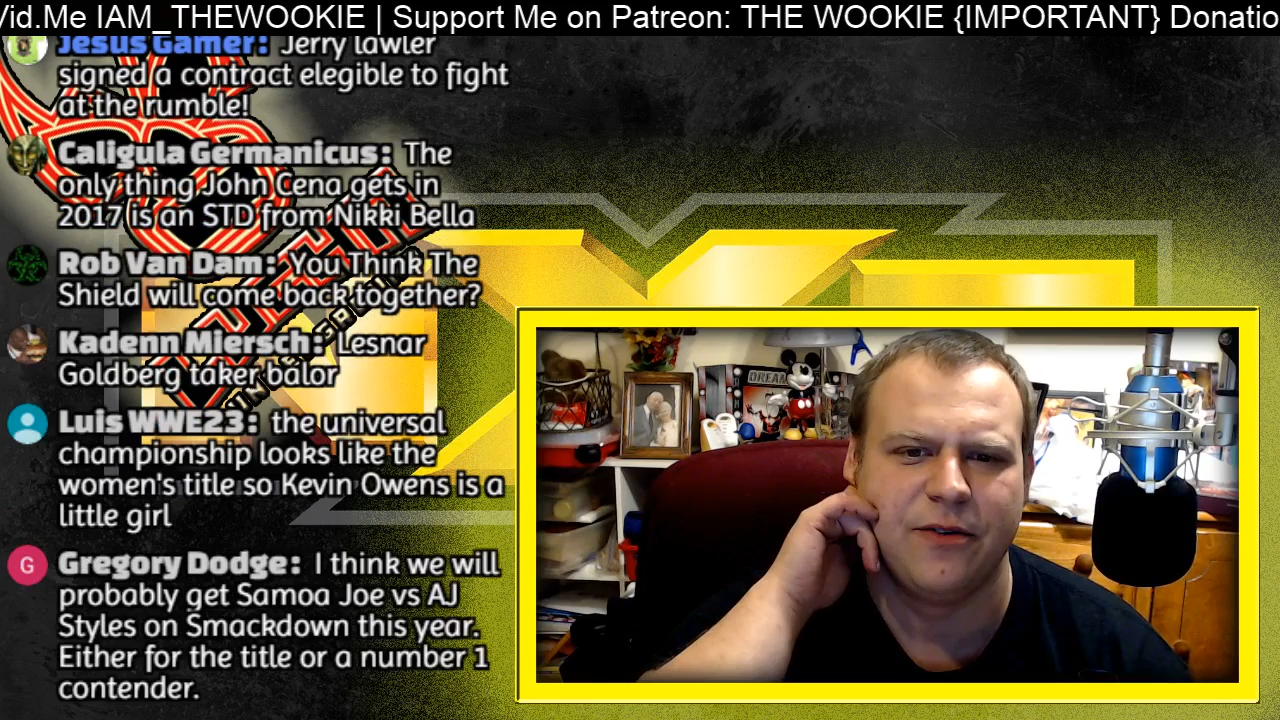 Vid.Me IAM_THEWOOKIE | Support Me on Patreon: THE WOOKIE {IMPORTANT} Donatio
Jesus Gamer: Jerry lawler
signed a contract elegible to fight
at the rumble!
Caligula Germanicus: The
only thing John Cena gets in
2017 is an STD from Nikki Bella
Rob Van Dam: You Think The
Shield will come back together?
Kadenn Miersch: Lesnar
Goldberg taker balor
Luis WWE23: the universal
championship looks like the
women's title so Kevin Owens is a
little girl
G Gregory Dodge: I think we will
probably get Samoa Joe vs AJ
Styles on Smackdown this year.
Either for the title or a number 1
contender.
DREAM